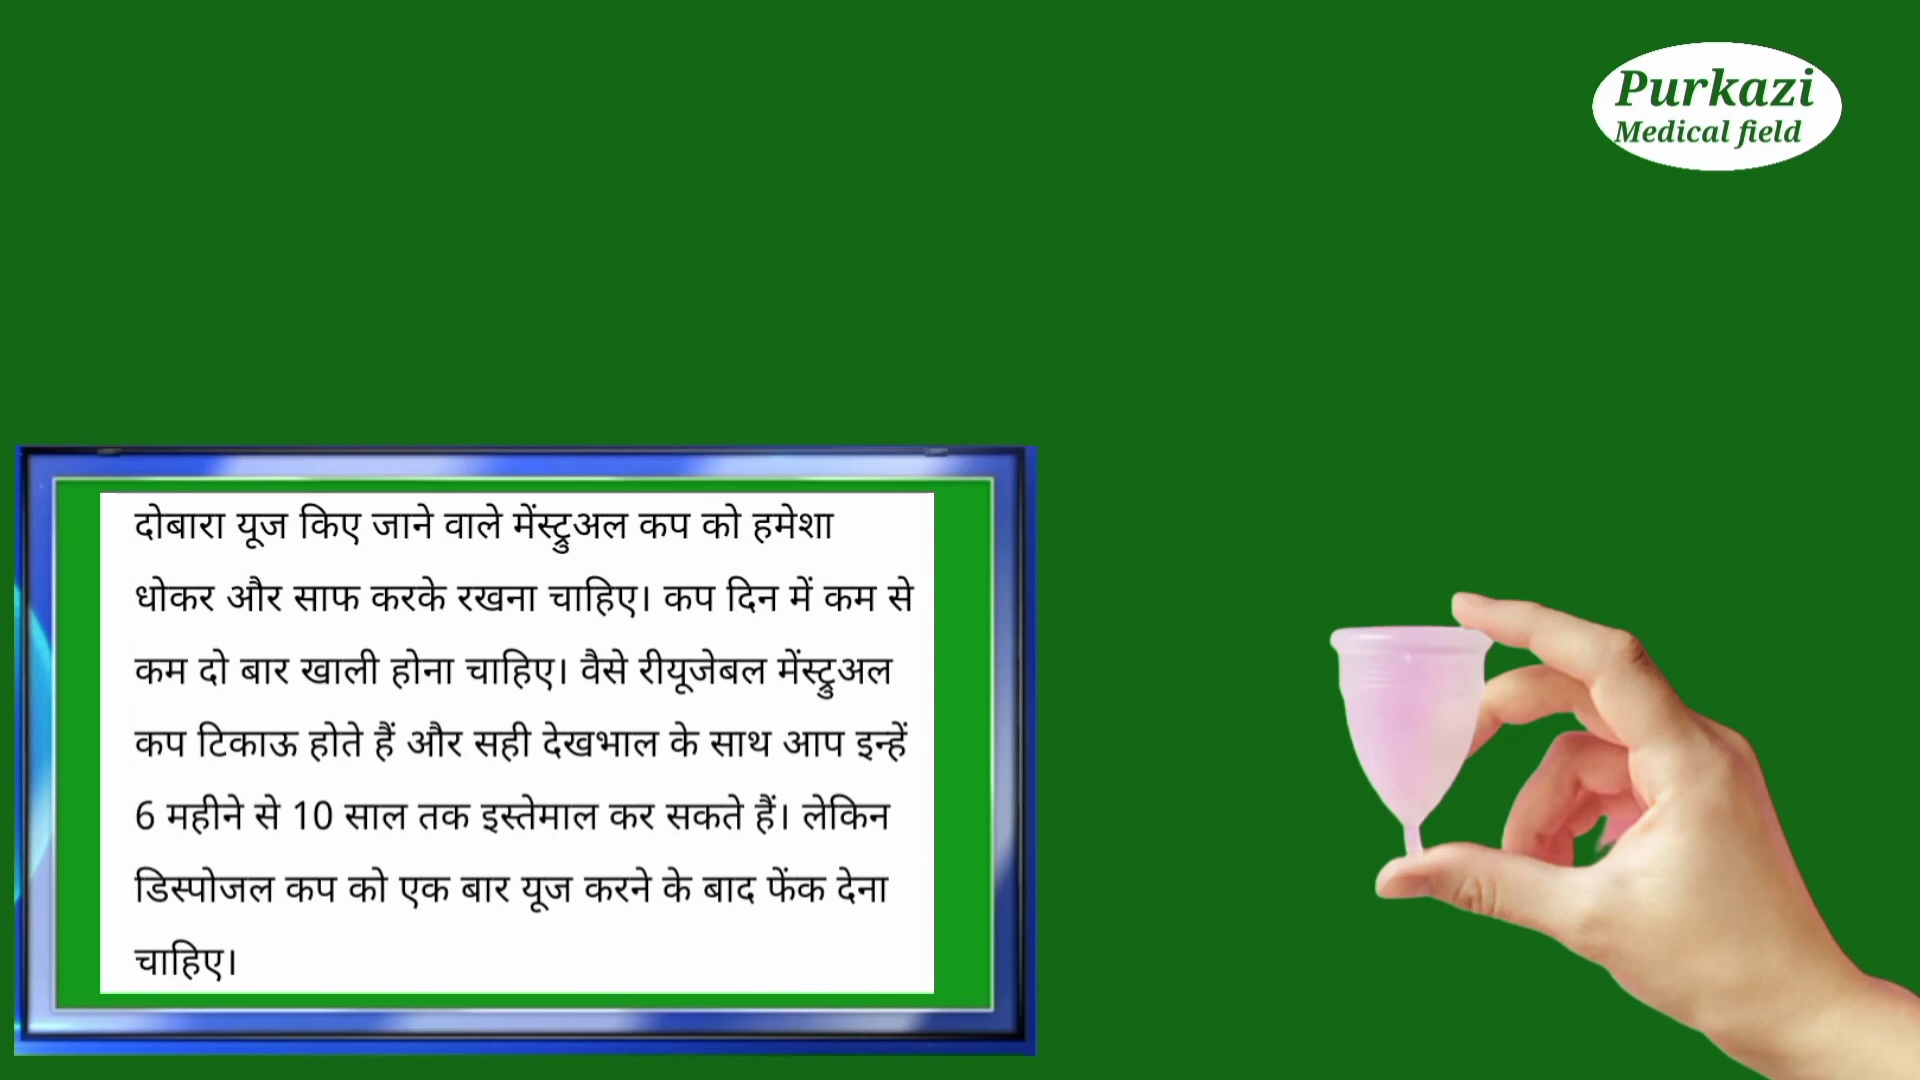 Purkazi
Medical field
दोबारा यूज किए जाने वाले मेंस्ट्रुअल कप को हमेशा
धोकर और साफ करके रखना चाहिए। कप दिन में कम से
कम दो बार खाली होना चाहिए। वैसे रीयूजेबल मेंस्ट्रुअल
कप टिकाऊ होते हैं और सही देखभाल के साथ आप इन्हें
6 महीने से 10 साल तक इस्तेमाल कर सकते हैं। लेकिन
डिस्पोजल कप को एक बार यूज करने के बाद फेंक देना
चाहिए।